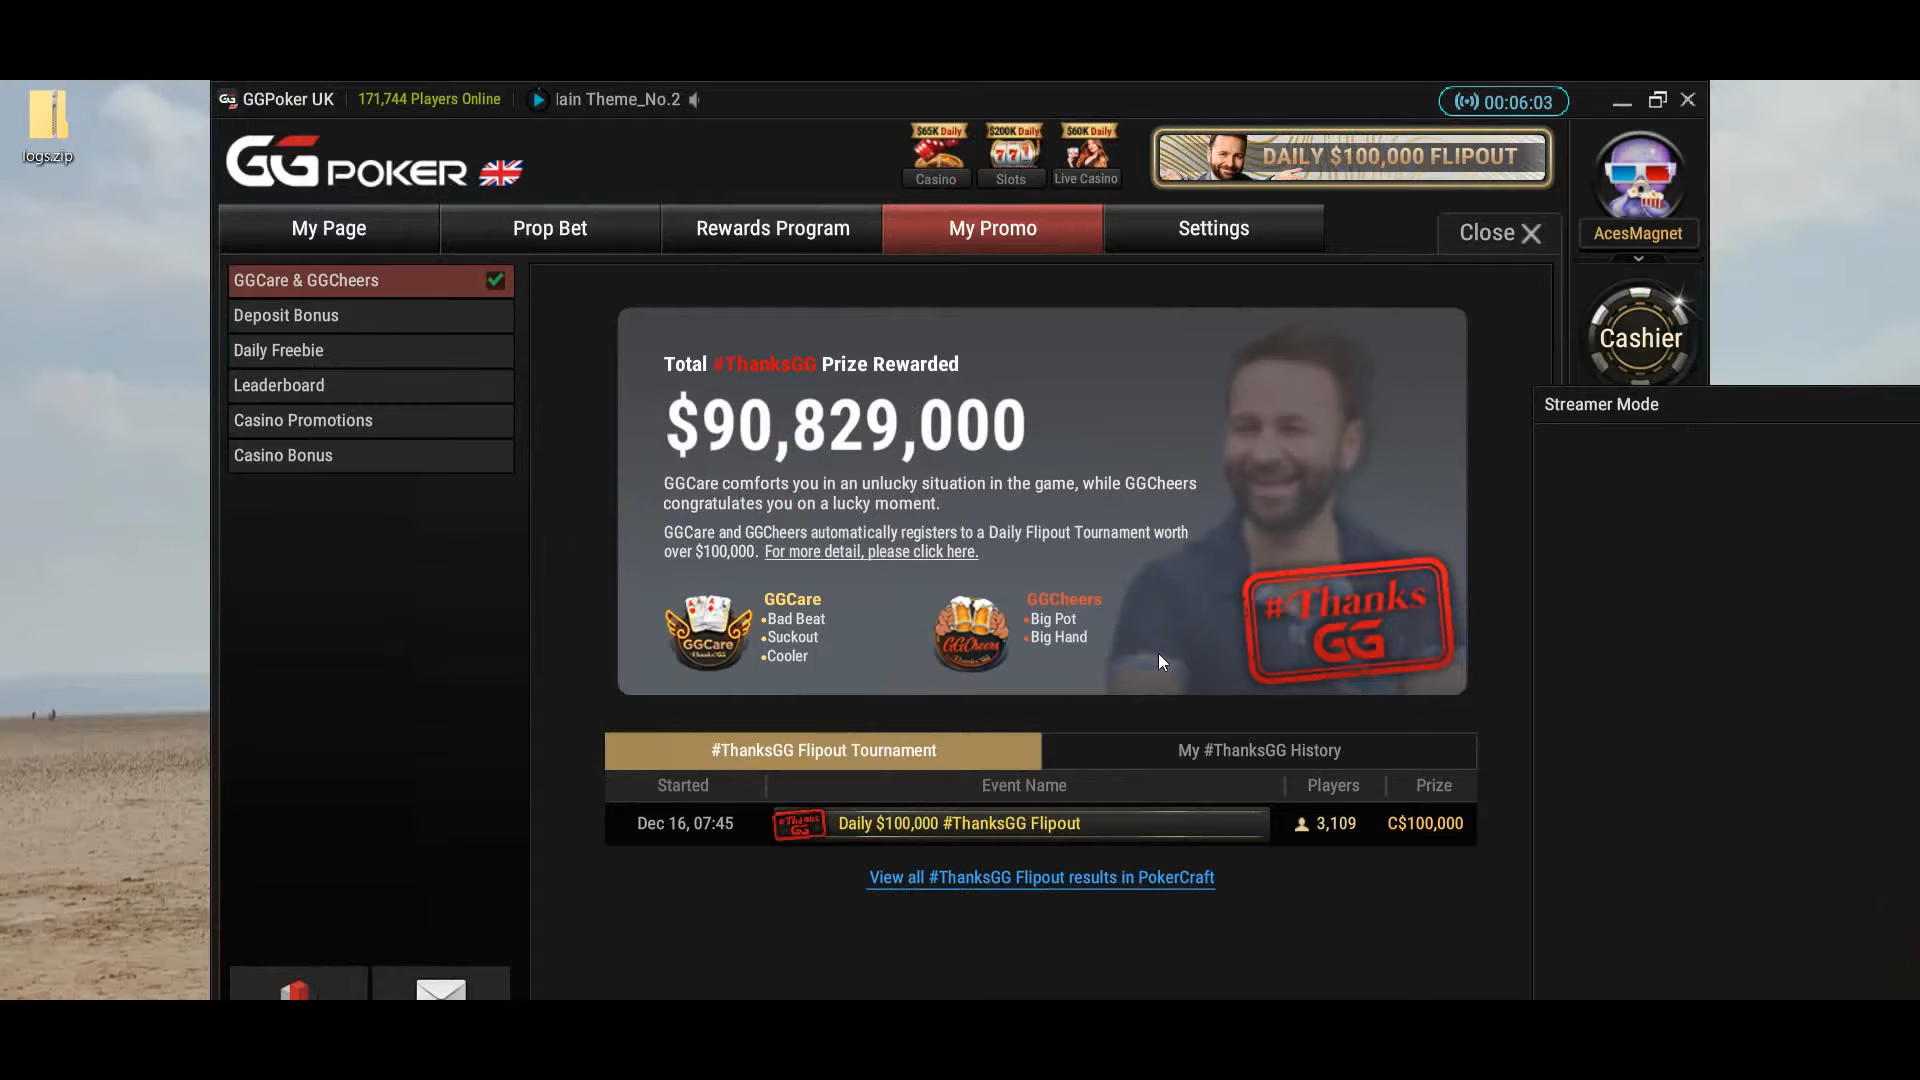 logs.zip
GGPoker UK
171,744 Players Online
lain Theme_No.2
00:06:03
GG POKER
$65K Daily
Casino
$200K Daily
Slots
$60K Daily
Live Casino
DAILY $100,000 FLIPOUT
AcesMagnet
My Page
Prop Bet
Rewards Program
My Promo
Settings
Close
Cashier
GGCare & GGCheers
Deposit Bonus
Daily Freebie
Leaderboard
Casino Promotions
Casino Bonus
Streamer Mode
Total #ThanksGG Prize Rewarded
$90,829,000
GGCare comforts you in an unlucky situation in the game, while GGCheers
congratulates you on a lucky moment.
GGCare and GGCheers automatically registers to a Daily Flipout Tournament worth
over $100,000. For more detail, please click here.
GGCare
GGCare
•Bad Beat
•Suckout
•Cooler
GGCheers
GGCheers
•Big Pot
•Big Hand
#Thanks
GG
#ThanksGG Flipout Tournament
My #ThanksGG History
Started
Event Name
Players
Prize
Dec 16, 07:45
#Thanks
GG
Daily $100,000 #ThanksGG Flipout
3,109
C$100,000
View all #ThanksGG Flipout results in PokerCraft